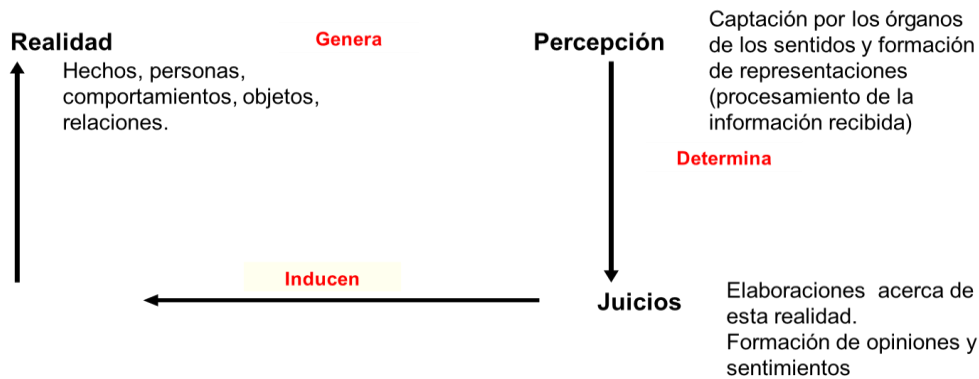 Realidad
Genera
Percepción
Captación por los órganos
de los sentidos y formación
de representaciones
(procesamiento de la
información recibida)
Hechos, personas,
comportamientos, objetos,
relaciones.
Determina
Inducen
Juicios
Elaboraciones acerca de
esta realidad.
Formación de opiniones y
sentimientos